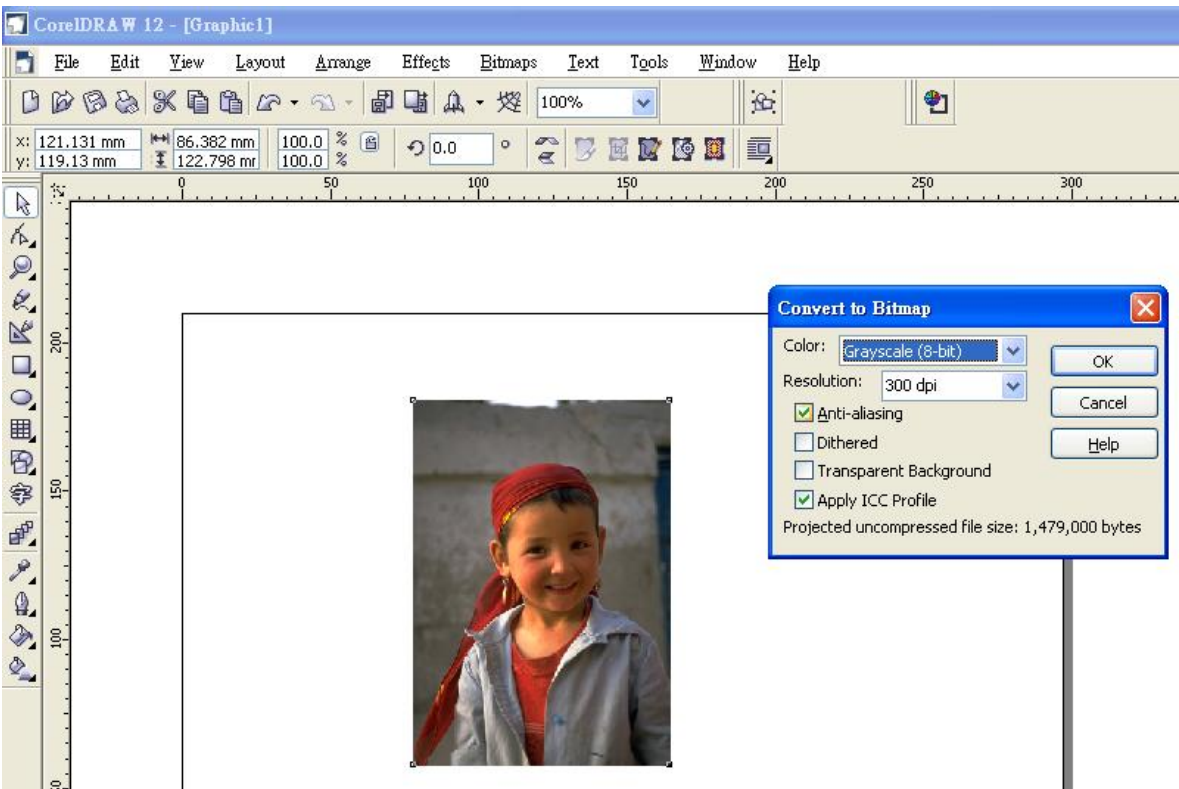 CorelDRAW 12 - [Graphic1]
File Edit View Layout Arrange Effects Bitmaps Text Tools Window Help
100%
x: 121.131 mm 86.382 mm 100.0 % 0.0 °
y: 119.13 mm 122.798 mr 100.0 %
0 50 100 150 200 250 300
200
150
100
字
Convert to Bitmap
Color: Grayscale (8-bit)
OK
Resolution: 300 dpi
Cancel
Anti-aliasing
Dithered
Help
Transparent Background
Apply ICC Profile
Projected uncompressed file size: 1,479,000 bytes